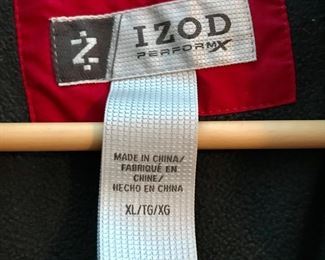 IZOD
PERFORMX
MADE IN CHINA/
FABRIQUÉ EN
CHINE/
HECHO EN CHINA
XL/TG/XG